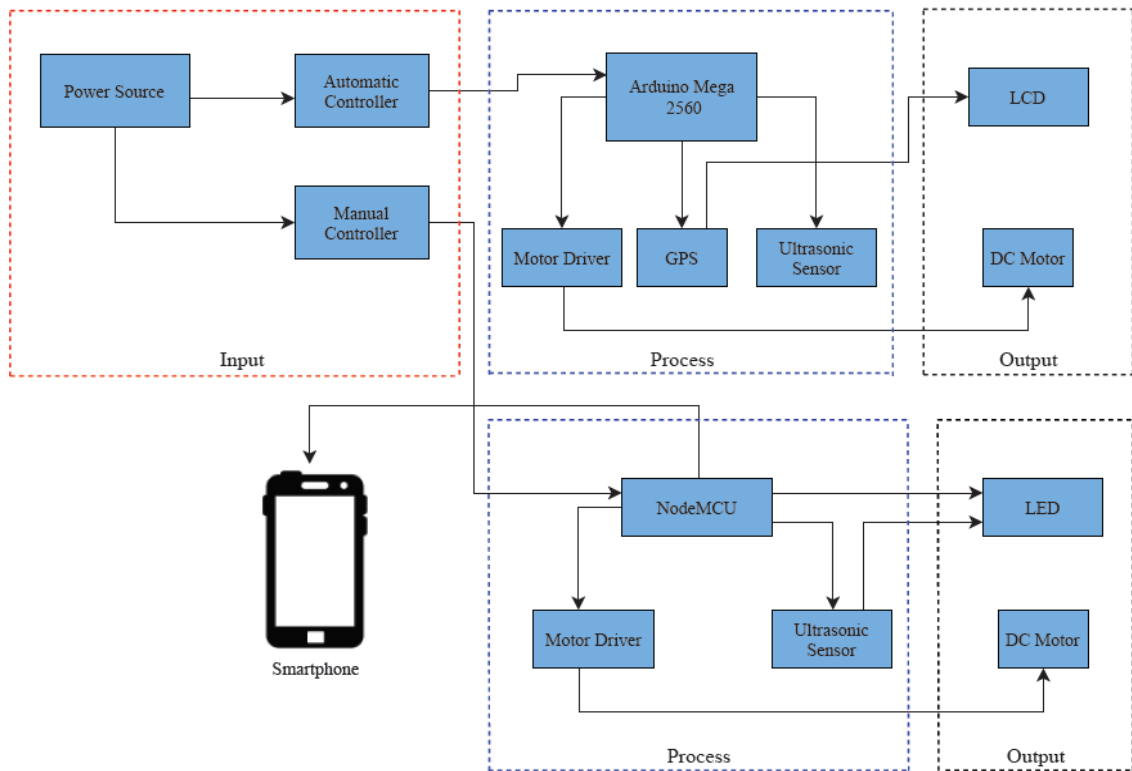 Power Source
Automatic
Controller
Manual
Controller
Input
Arduino Mega
2560
Motor Driver
GPS
Ultrasonic
Sensor
Process
LCD
DC Motor
Output
Smartphone
NodeMCU
Motor Driver
Ultrasonic
Sensor
Process
LED
DC Motor
Output